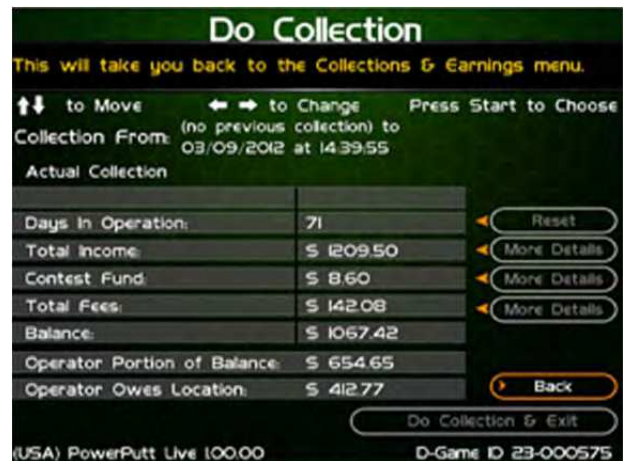 Do Collection
This will take you back to the Collections & Earnings menu.
to Move to Change Press Start to Choose
Collection From: (no previous collection) to
03/09/2012 at 14:39:55
Actual Collection
Days In Operation: 71 Reset
Total Income: $ 1209.50 More Details
Contest Fund: $ 8.60 More Details
Total Fees: $ 142.08 More Details
Balance: $ 1067.42
Operator Portion of Balance: $ 654.65
Operator Owes Location: $ 412.77 Back
Do Collection & Exit
(USA) PowerPutt Live 1.00.00 D-Game ID 23-000575